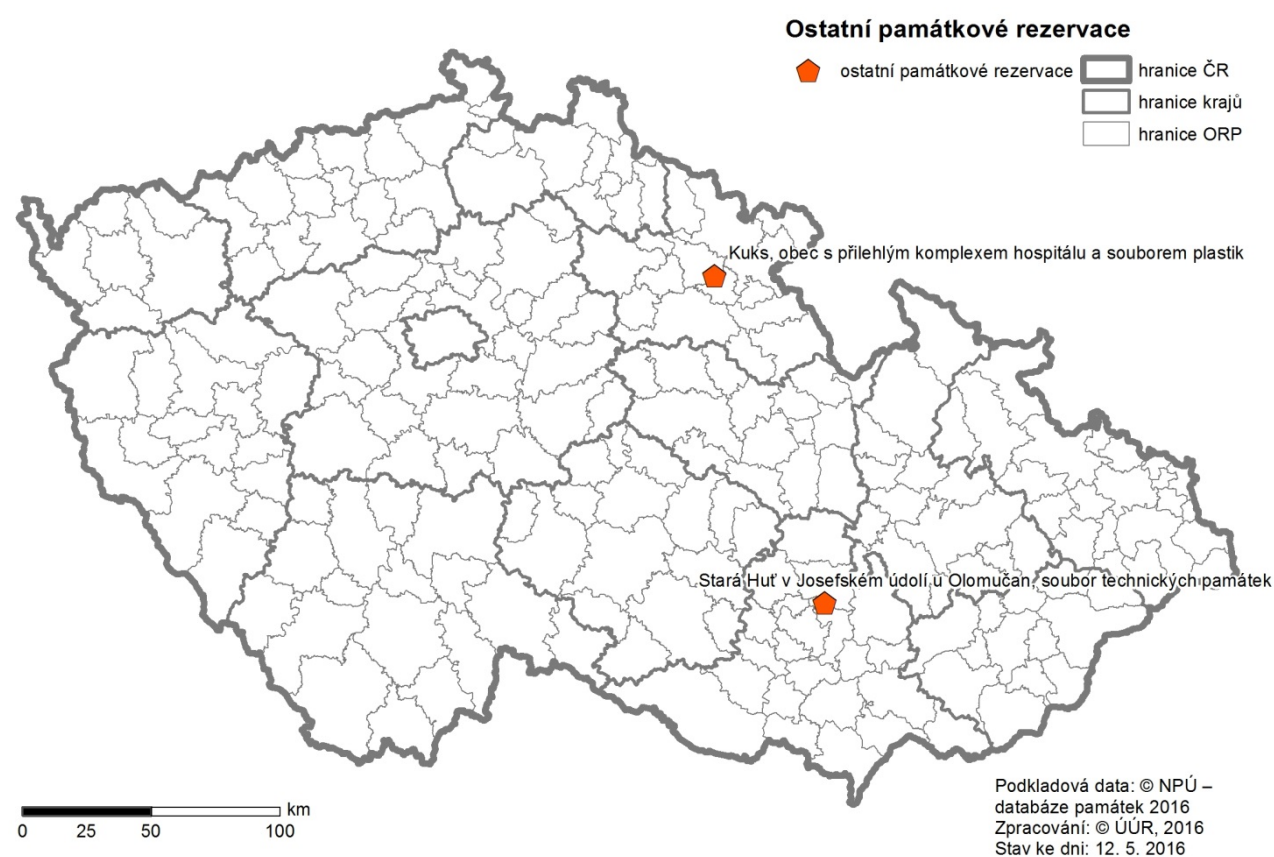 Ostatní památkové rezervace
ostatní památkové rezervace
hranice ČR
hranice krajů
hranice ORP
Kuks, obec s přilehlým komplexem hospitálu a souborem plastik
Stará Huť v Josefském údolí u Olomučan, soubor technických památek
km
0 25 50 100
Podkladová data: © NPÚ –
databáze památek 2016
Zpracování: © ÚÚR, 2016
Stav ke dni: 12. 5. 2016